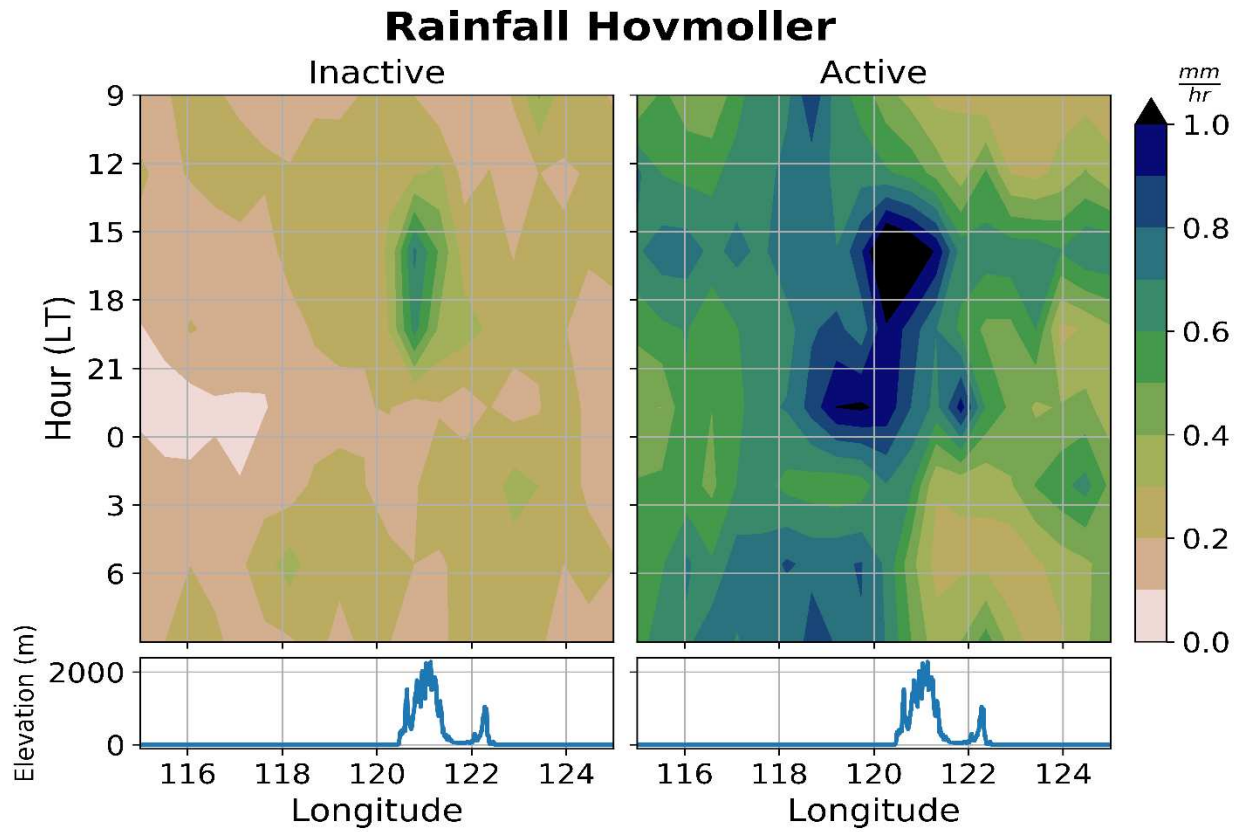 Rainfall Hovmoller
Inactive
Active
mm
hr
9
12
15
18
21
0
3
6
Hour (LT)
1.0
0.8
0.6
0.4
0.2
0.0
Elevation (m)
2000
0
116 118 120 122 124
116 118 120 122 124
Longitude
Longitude